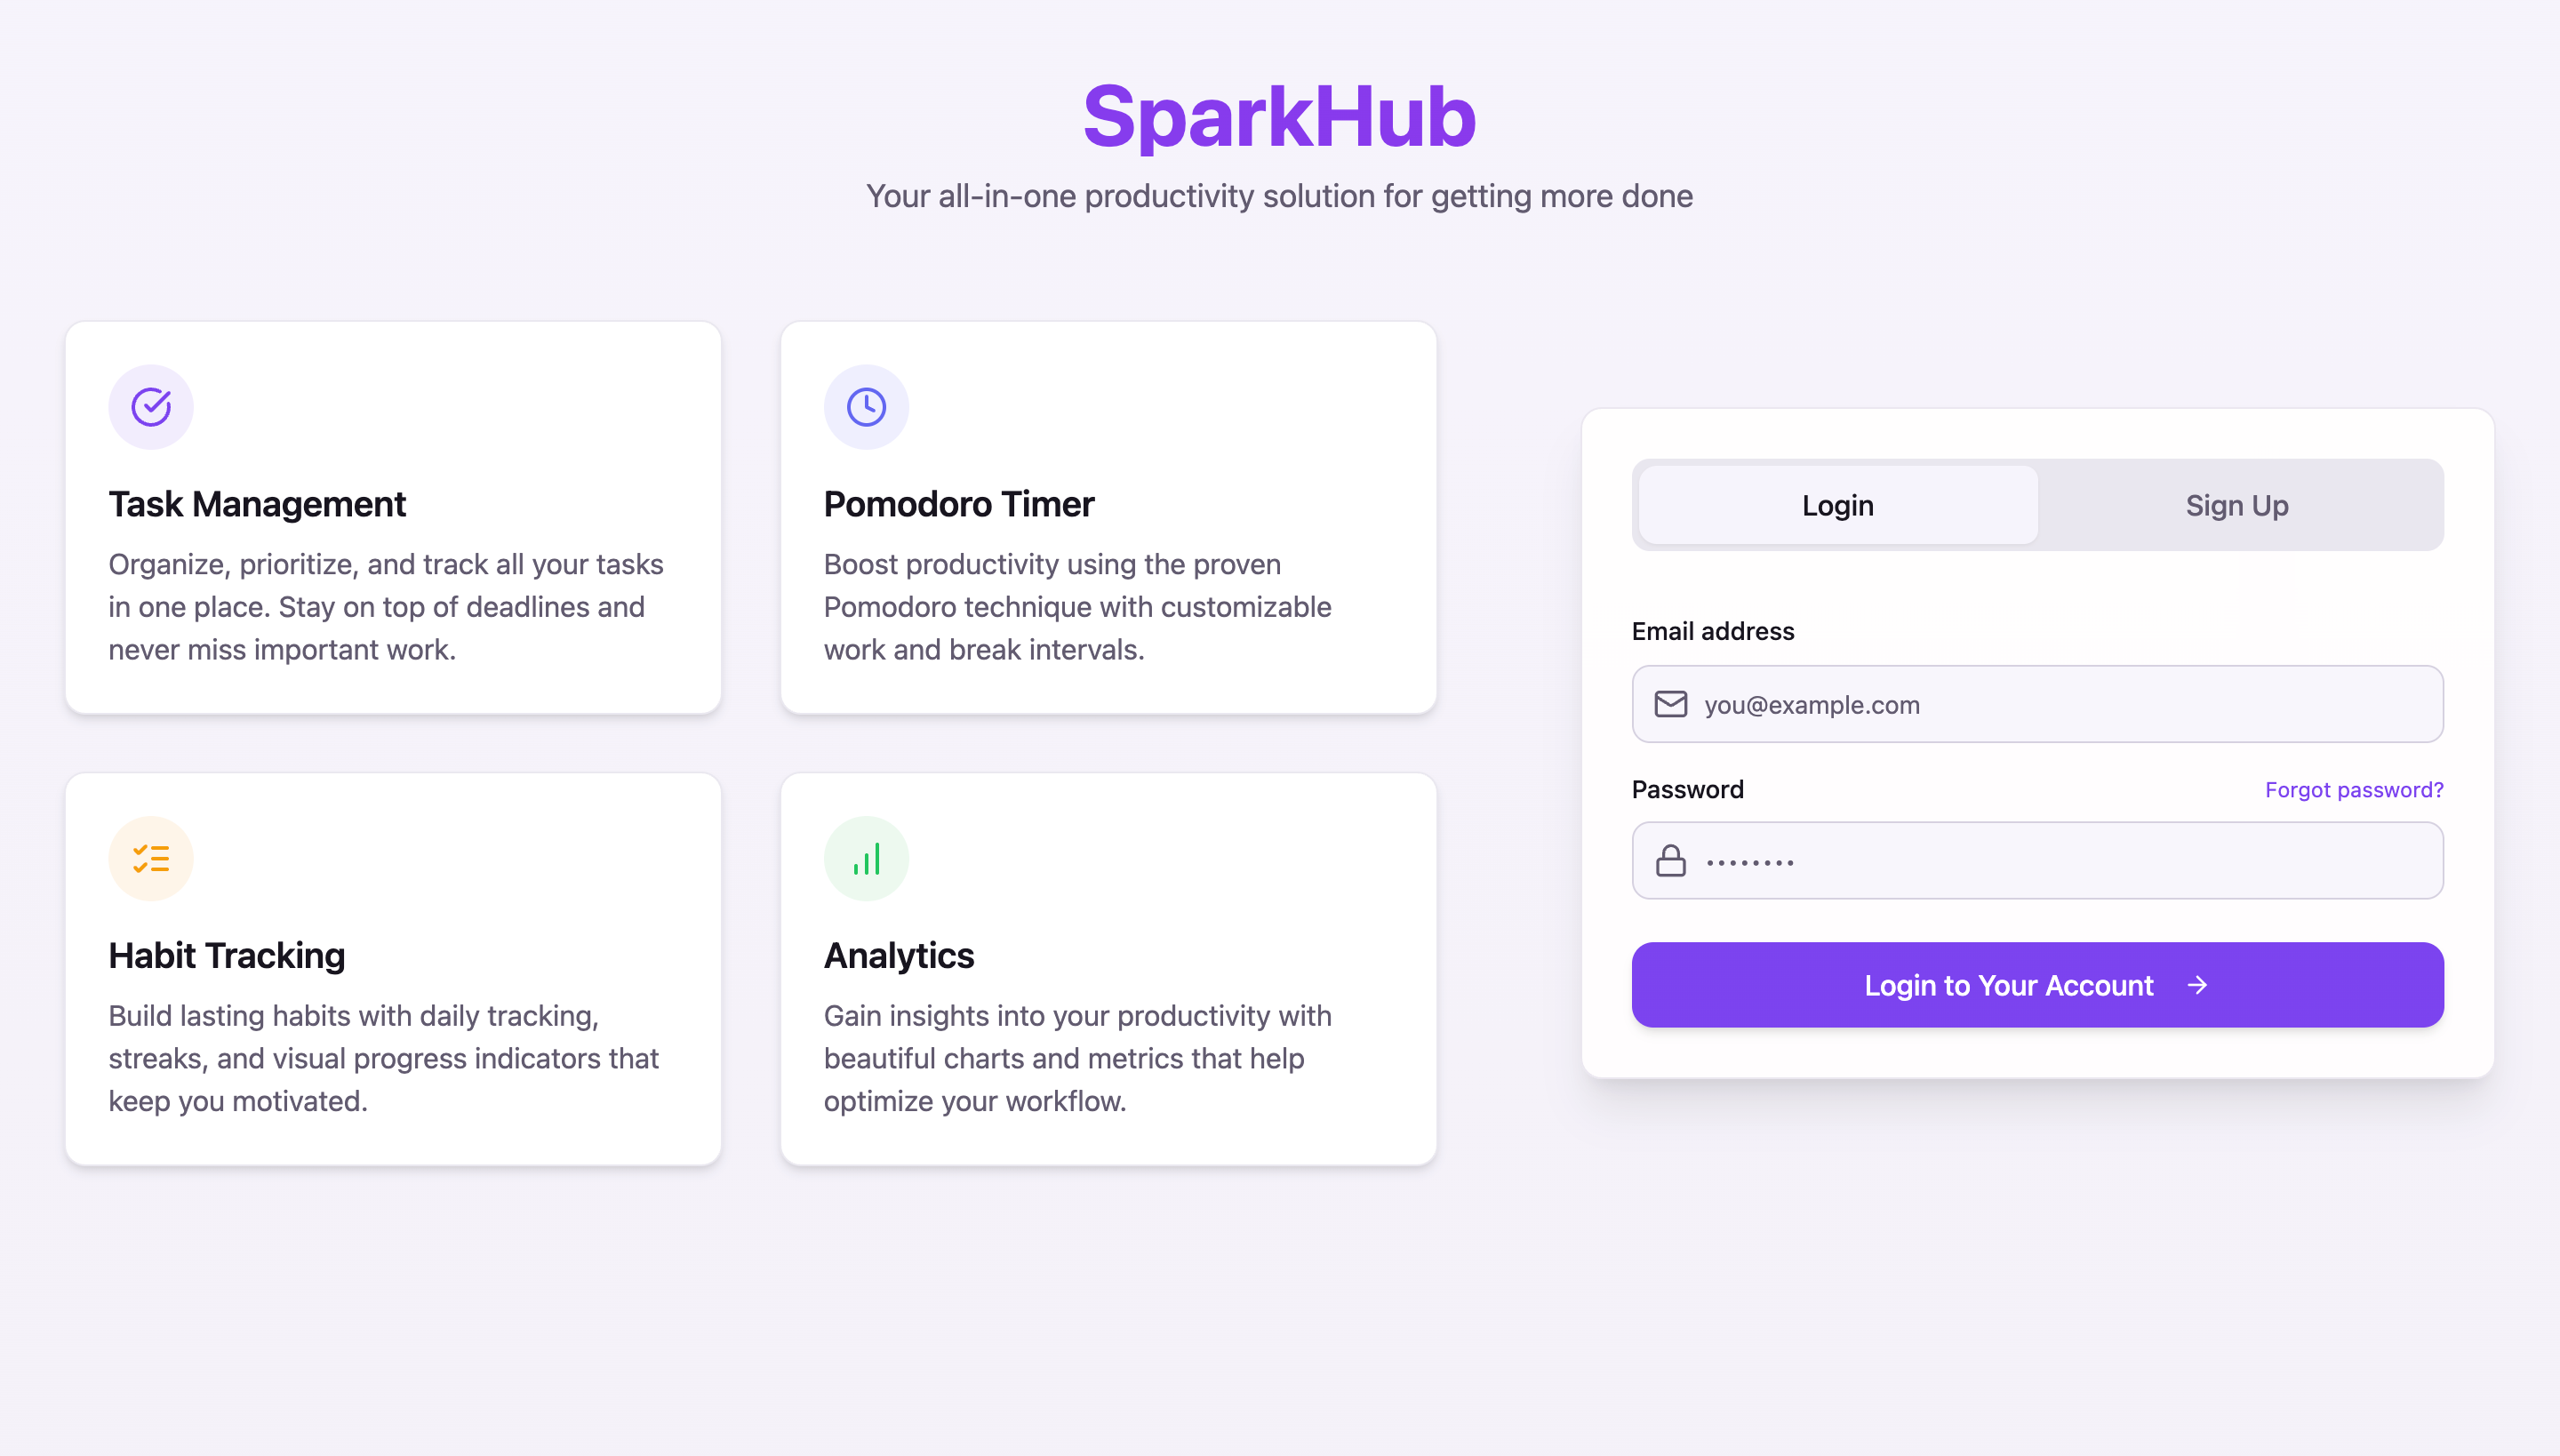 SparkHub
Your all-in-one productivity solution for getting more done
Task Management
Organize, prioritize, and track all your tasks
in one place. Stay on top of deadlines and
never miss important work.
Pomodoro Timer
Boost productivity using the proven
Pomodoro technique with customizable
work and break intervals.
Habit Tracking
Build lasting habits with daily tracking,
streaks, and visual progress indicators that
keep you motivated.
Analytics
Gain insights into your productivity with
beautiful charts and metrics that help
optimize your workflow.
Login
Sign Up
Email address
you@example.com
Password
Forgot password?
••••••••
Login to Your Account →